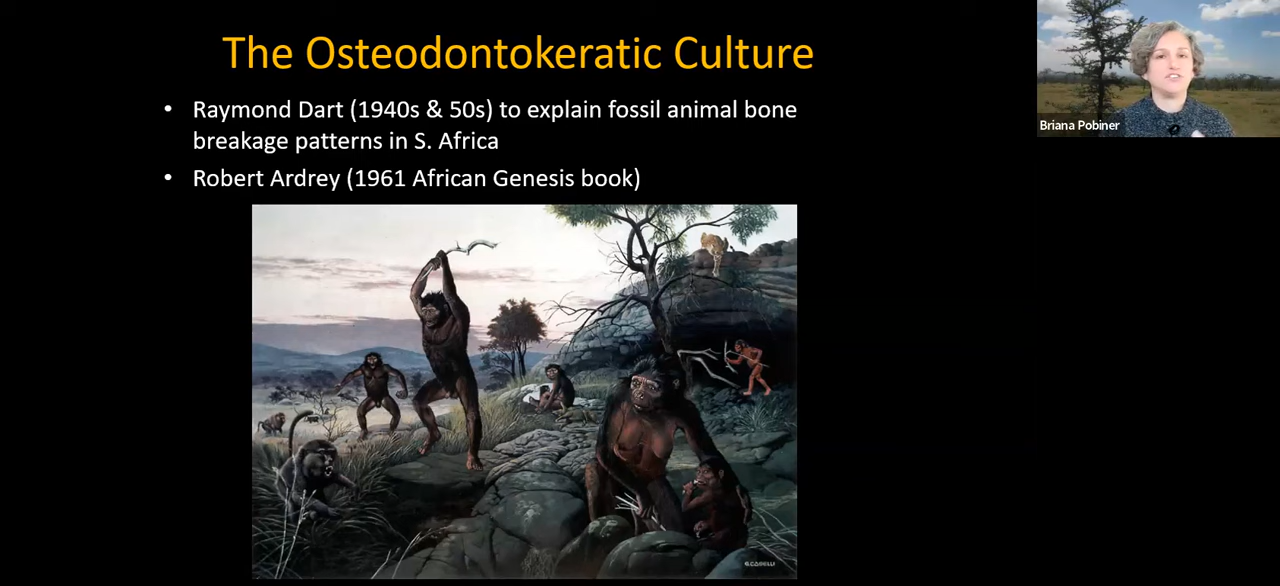 The Osteodontokeratic Culture
• Raymond Dart (1940s & 50s) to explain fossil animal bone
breakage patterns in S. Africa
• Robert Ardrey (1961 African Genesis book)
Briana Pobiner